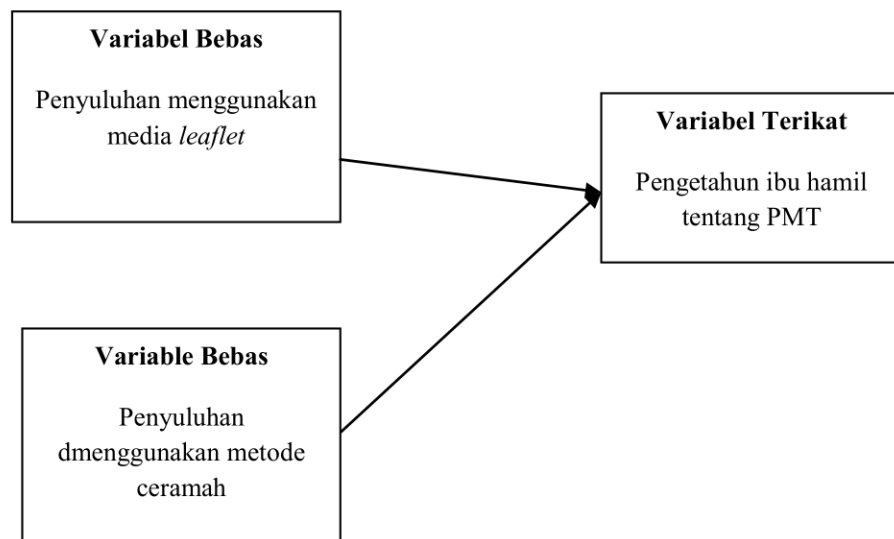 Variabel Bebas
Penyuluhan menggunakan
media leaflet
Variabel Terikat
Pengetahun ibu hamil
tentang PMT
Variable Bebas
Penyuluhan
dmenggunakan metode
ceramah